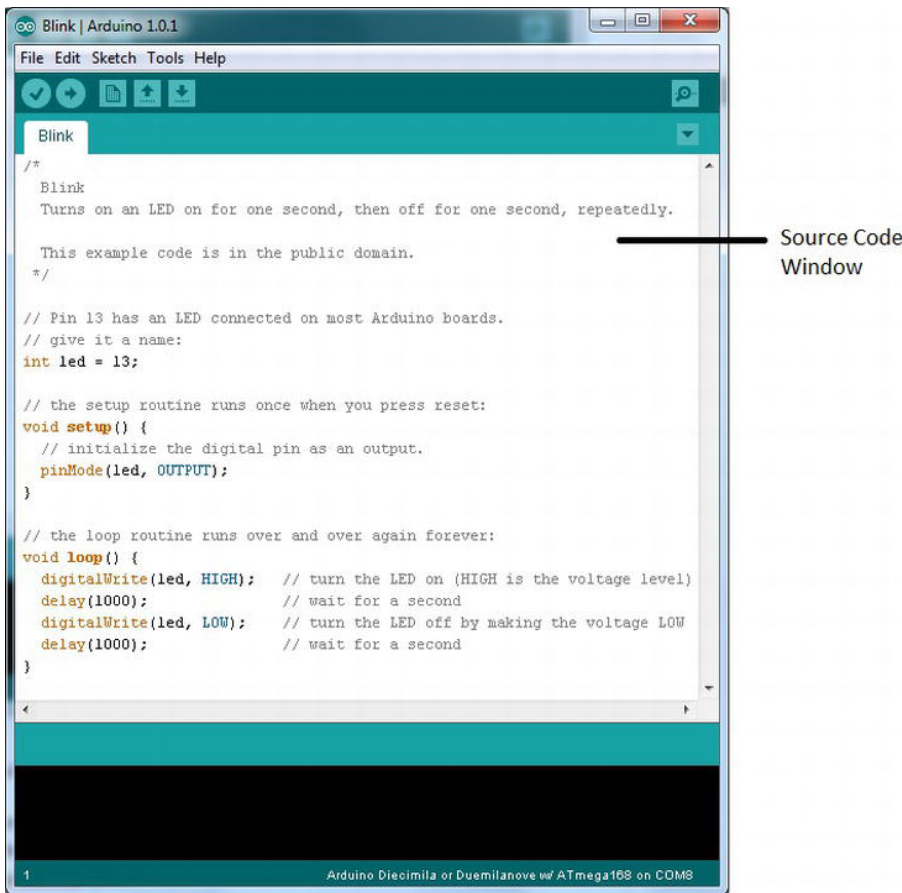 Blink | Arduino 1.0.1
File Edit Sketch Tools Help
Blink
/*
  Blink
  Turns on an LED on for one second, then off for one second, repeatedly.

  This example code is in the public domain.
 */

// Pin 13 has an LED connected on most Arduino boards.
// give it a name:
int led = 13;

// the setup routine runs once when you press reset:
void setup() {
  // initialize the digital pin as an output.
  pinMode(led, OUTPUT);
}

// the loop routine runs over and over again forever:
void loop() {
  digitalWrite(led, HIGH);   // turn the LED on (HIGH is the voltage level)
  delay(1000);               // wait for a second
  digitalWrite(led, LOW);    // turn the LED off by making the voltage LOW
  delay(1000);               // wait for a second
}
Source Code
Window
1
Arduino Diecimila or Duemilanove w/ ATmega168 on COM8